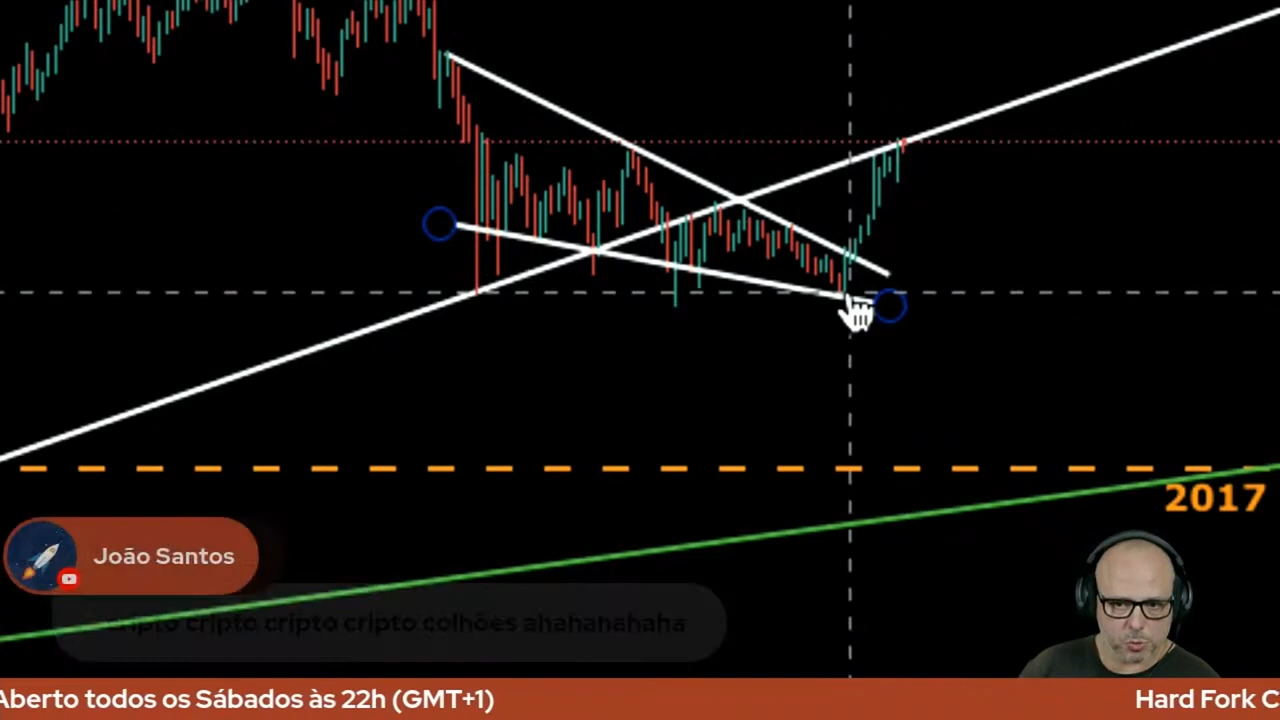 2017
João Santos
cripto cripto cripto cripto colhões ahahahahaha
Aberto todos os Sábados às 22h (GMT+1)
Hard Fork C